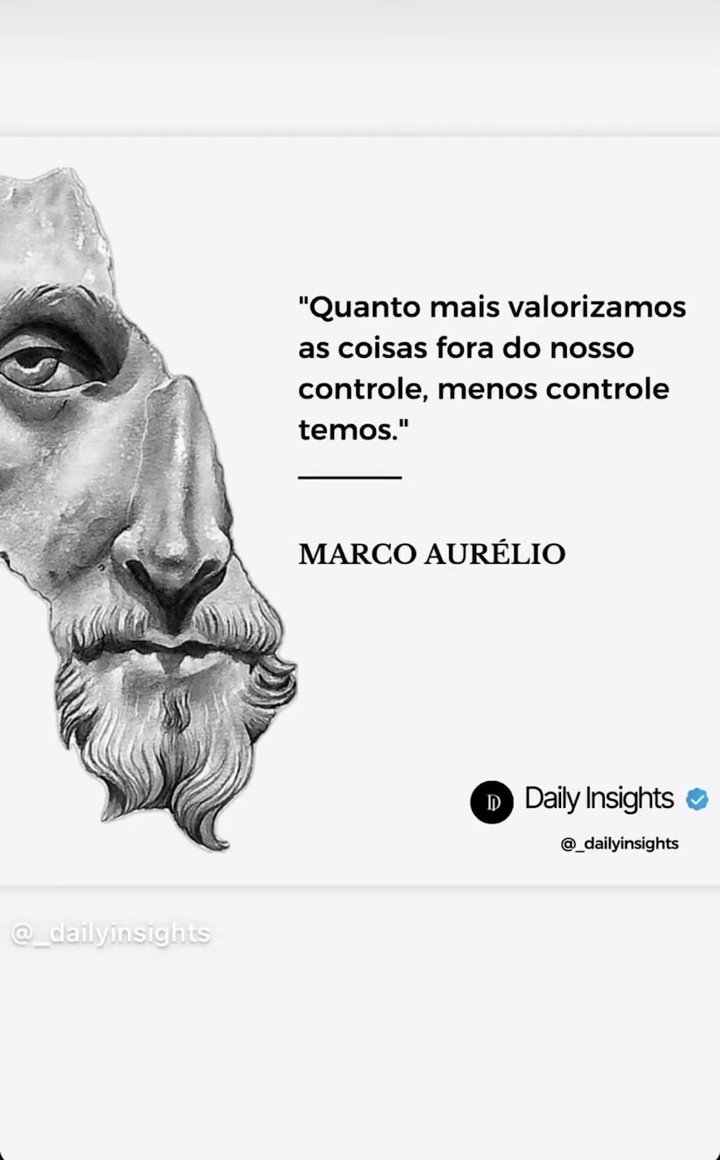 "Quanto mais valorizamos
as coisas fora do nosso
controle, menos controle
temos."
MARCO AURÉLIO
Daily Insights
@_dailyinsights
@_dailyinsights